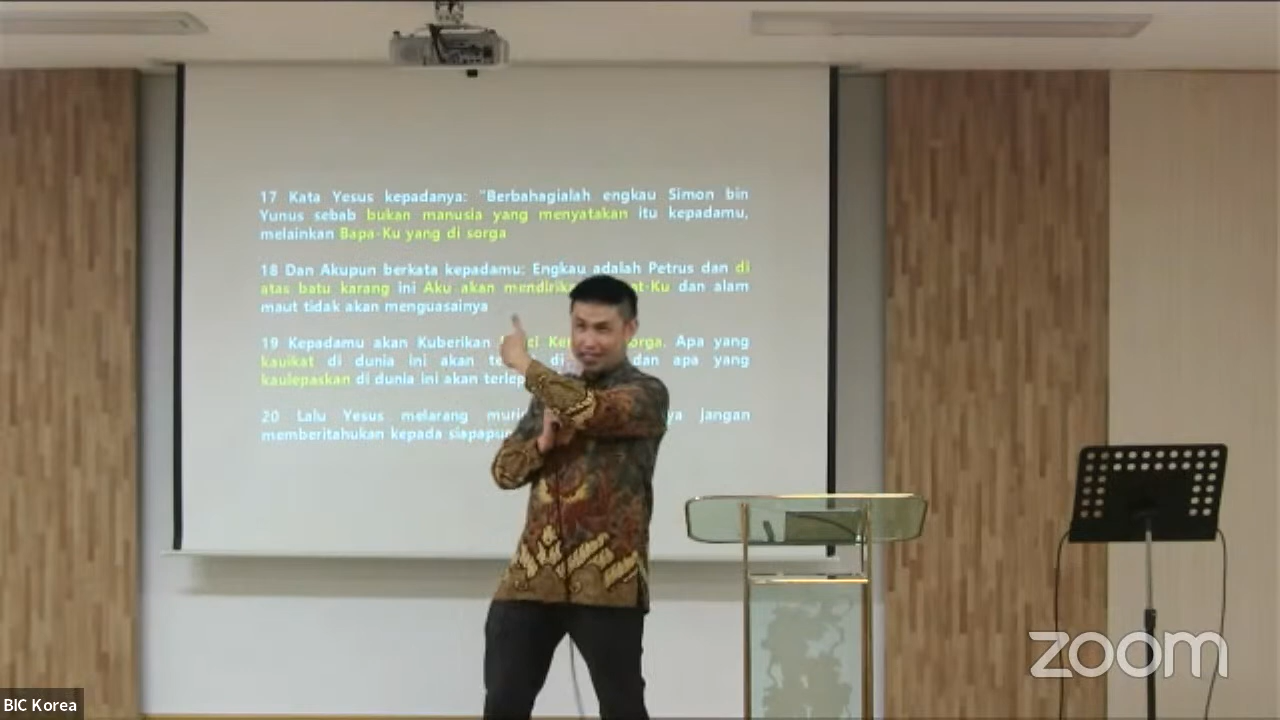 17 Kata Yesus kepadanya: "Berbahagialah engkau Simon bin
Yunus sebab bukan manusia yang menyatakan itu kepadamu,
melainkan Bapa-Ku yang di sorga
18 Dan Akupun berkata kepadamu: Engkau adalah Petrus dan di
atas batu karang ini Aku akan dan alam
maut tidak akan menguasainya
19 Kepadamu akan Kuberikan Apa yang
kauikat di dunia ini akan dan apa yang
kaulepaskan di dunia ini akan
20 Lalu Yesus melarang jangan
memberitahukan kepada
BIC Korea
zoom